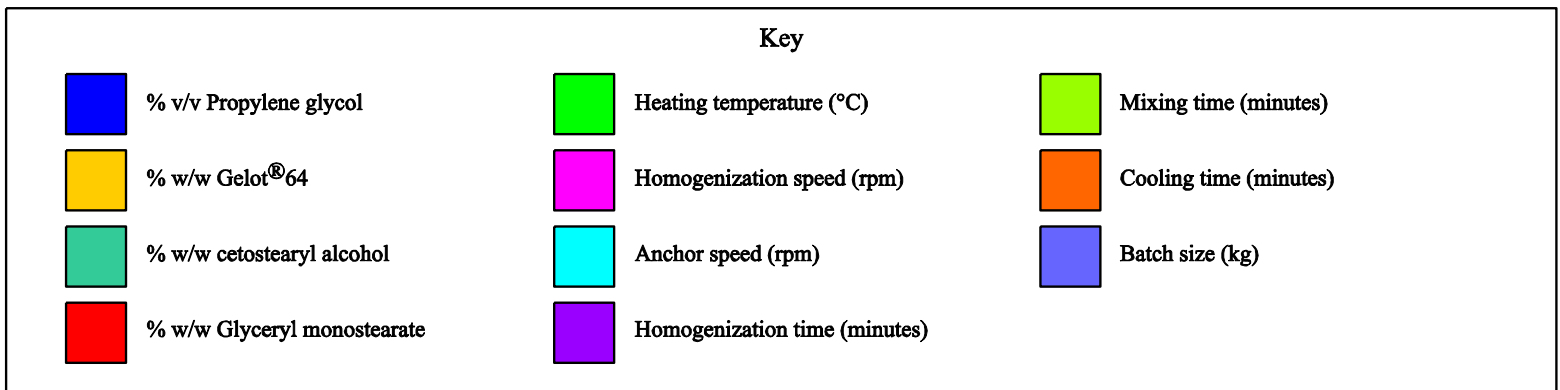 Key
% v/v Propylene glycol
% w/w Gelot®64
% w/w cetostearyl alcohol
% w/w Glyceryl monostearate
Heating temperature (°C)
Homogenization speed (rpm)
Anchor speed (rpm)
Homogenization time (minutes)
Mixing time (minutes)
Cooling time (minutes)
Batch size (kg)